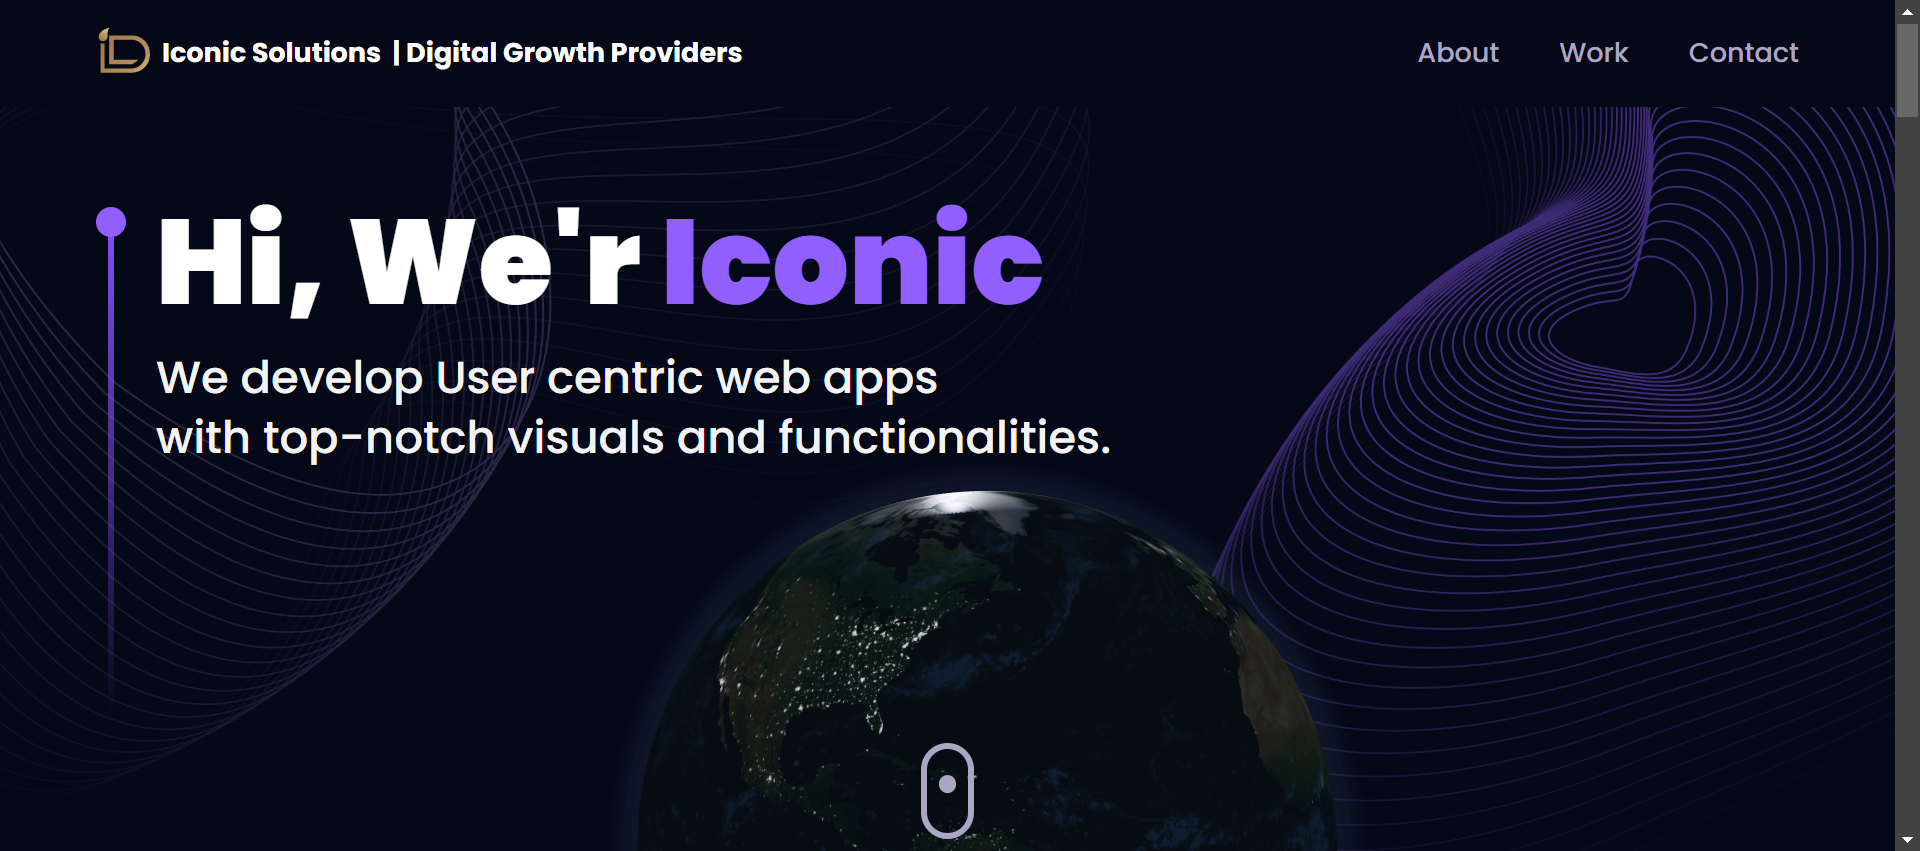 Iconic Solutions | Digital Growth Providers
About
Work
Contact
Hi, We'r Iconic
We develop User centric web apps
with top-notch visuals and functionalities.